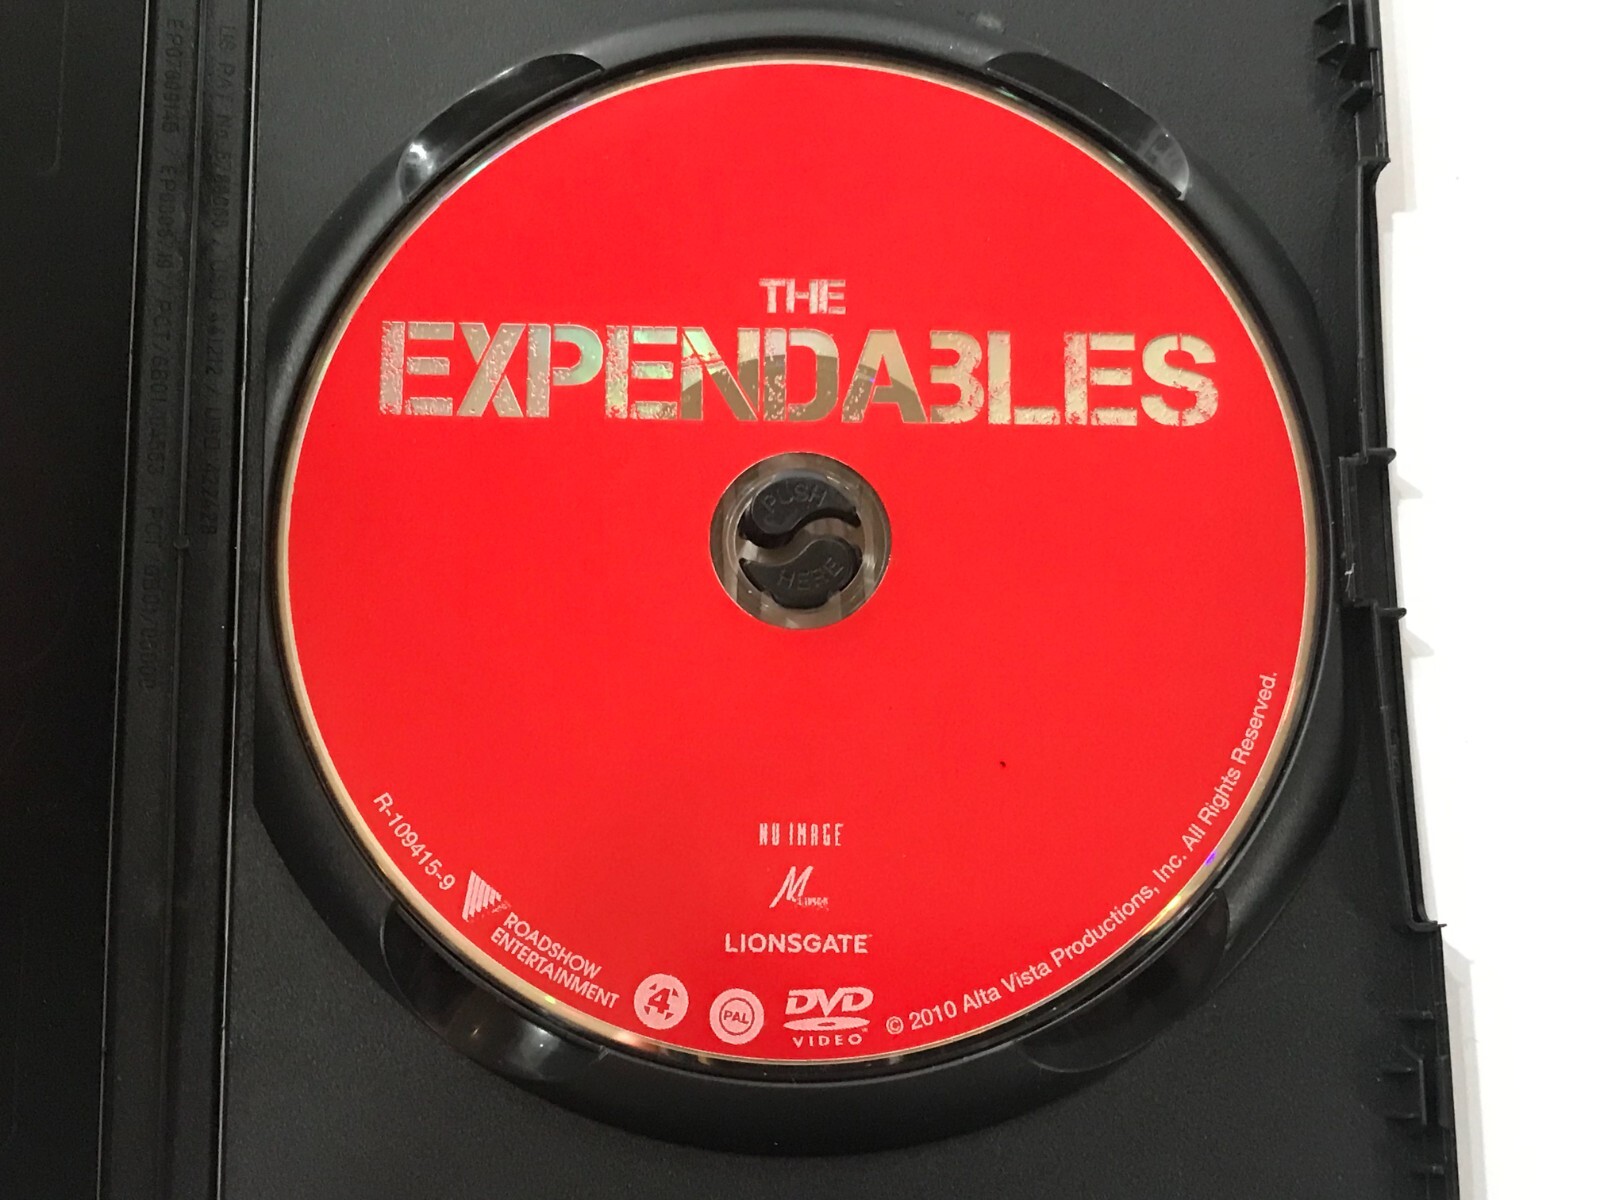 THE
EXPENDABLES
PUSH
HERE
NU IMAGE
LIONSGATE
R-109415-9
ROADSHOW
ENTERTAINMENT
4
PAL
DVD
VIDEO
© 2010 Alta Vista Productions, Inc. All Rights Reserved.